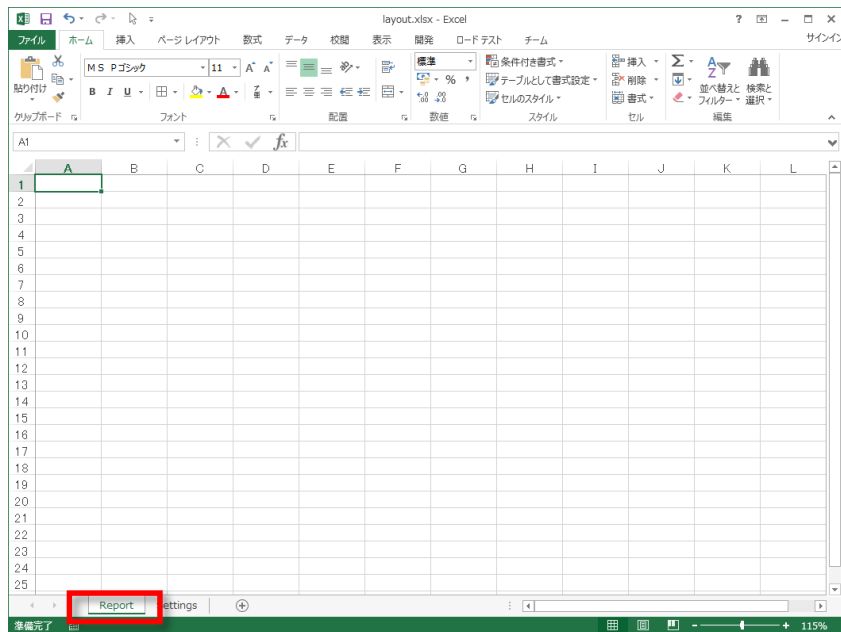 layout.xlsx - Excel
ファイル ホーム 挿入 ページ レイアウト 数式 データ 校閲 表示 開発 ロード テスト チーム サインイン
貼り付け
ＭＳ Ｐゴシック 11
B I U
標準
%
条件付き書式
テーブルとして書式設定
セルのスタイル
挿入
削除
書式
並べ替えと フィルター
検索と 選択
クリップボード フォント 配置 数値 スタイル セル 編集
A1 fx
A B C D E F G H I J K L
1
2
3
4
5
6
7
8
9
10
11
12
13
14
15
16
17
18
19
20
21
22
23
24
25
Report ettings
準備完了 115%